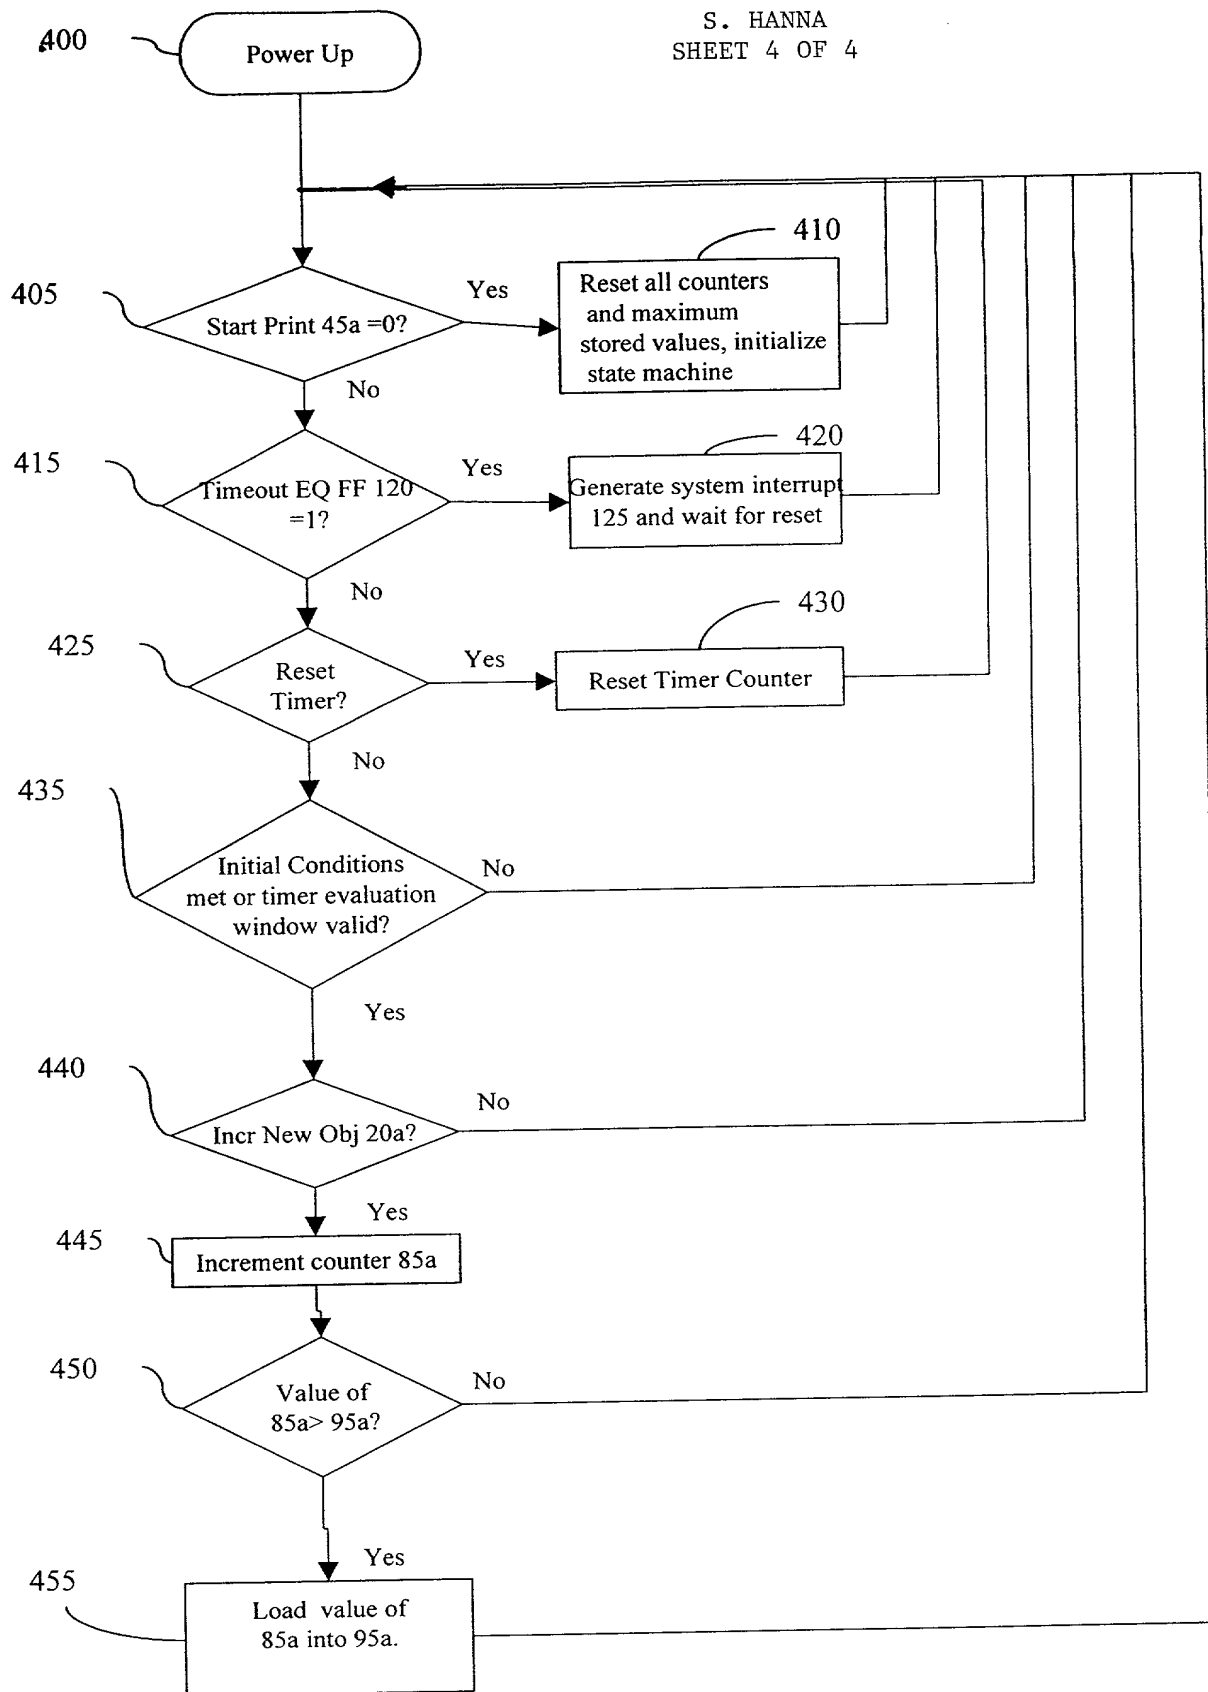 S. HANNA
SHEET 4 OF 4
400
Power Up
405
Start Print 45a =0?
Yes
410
Reset all counters
and maximum
stored values, initialize
state machine
No
415
Timeout EQ FF 120
=1?
Yes
420
Generate system interrupt
125 and wait for reset
No
425
Reset
Timer?
Yes
430
Reset Timer Counter
No
435
Initial Conditions
met or timer evaluation
window valid?
No
Yes
440
Incr New Obj 20a?
No
Yes
445
Increment counter 85a
450
Value of
85a> 95a?
No
Yes
455
Load value of
85a into 95a.